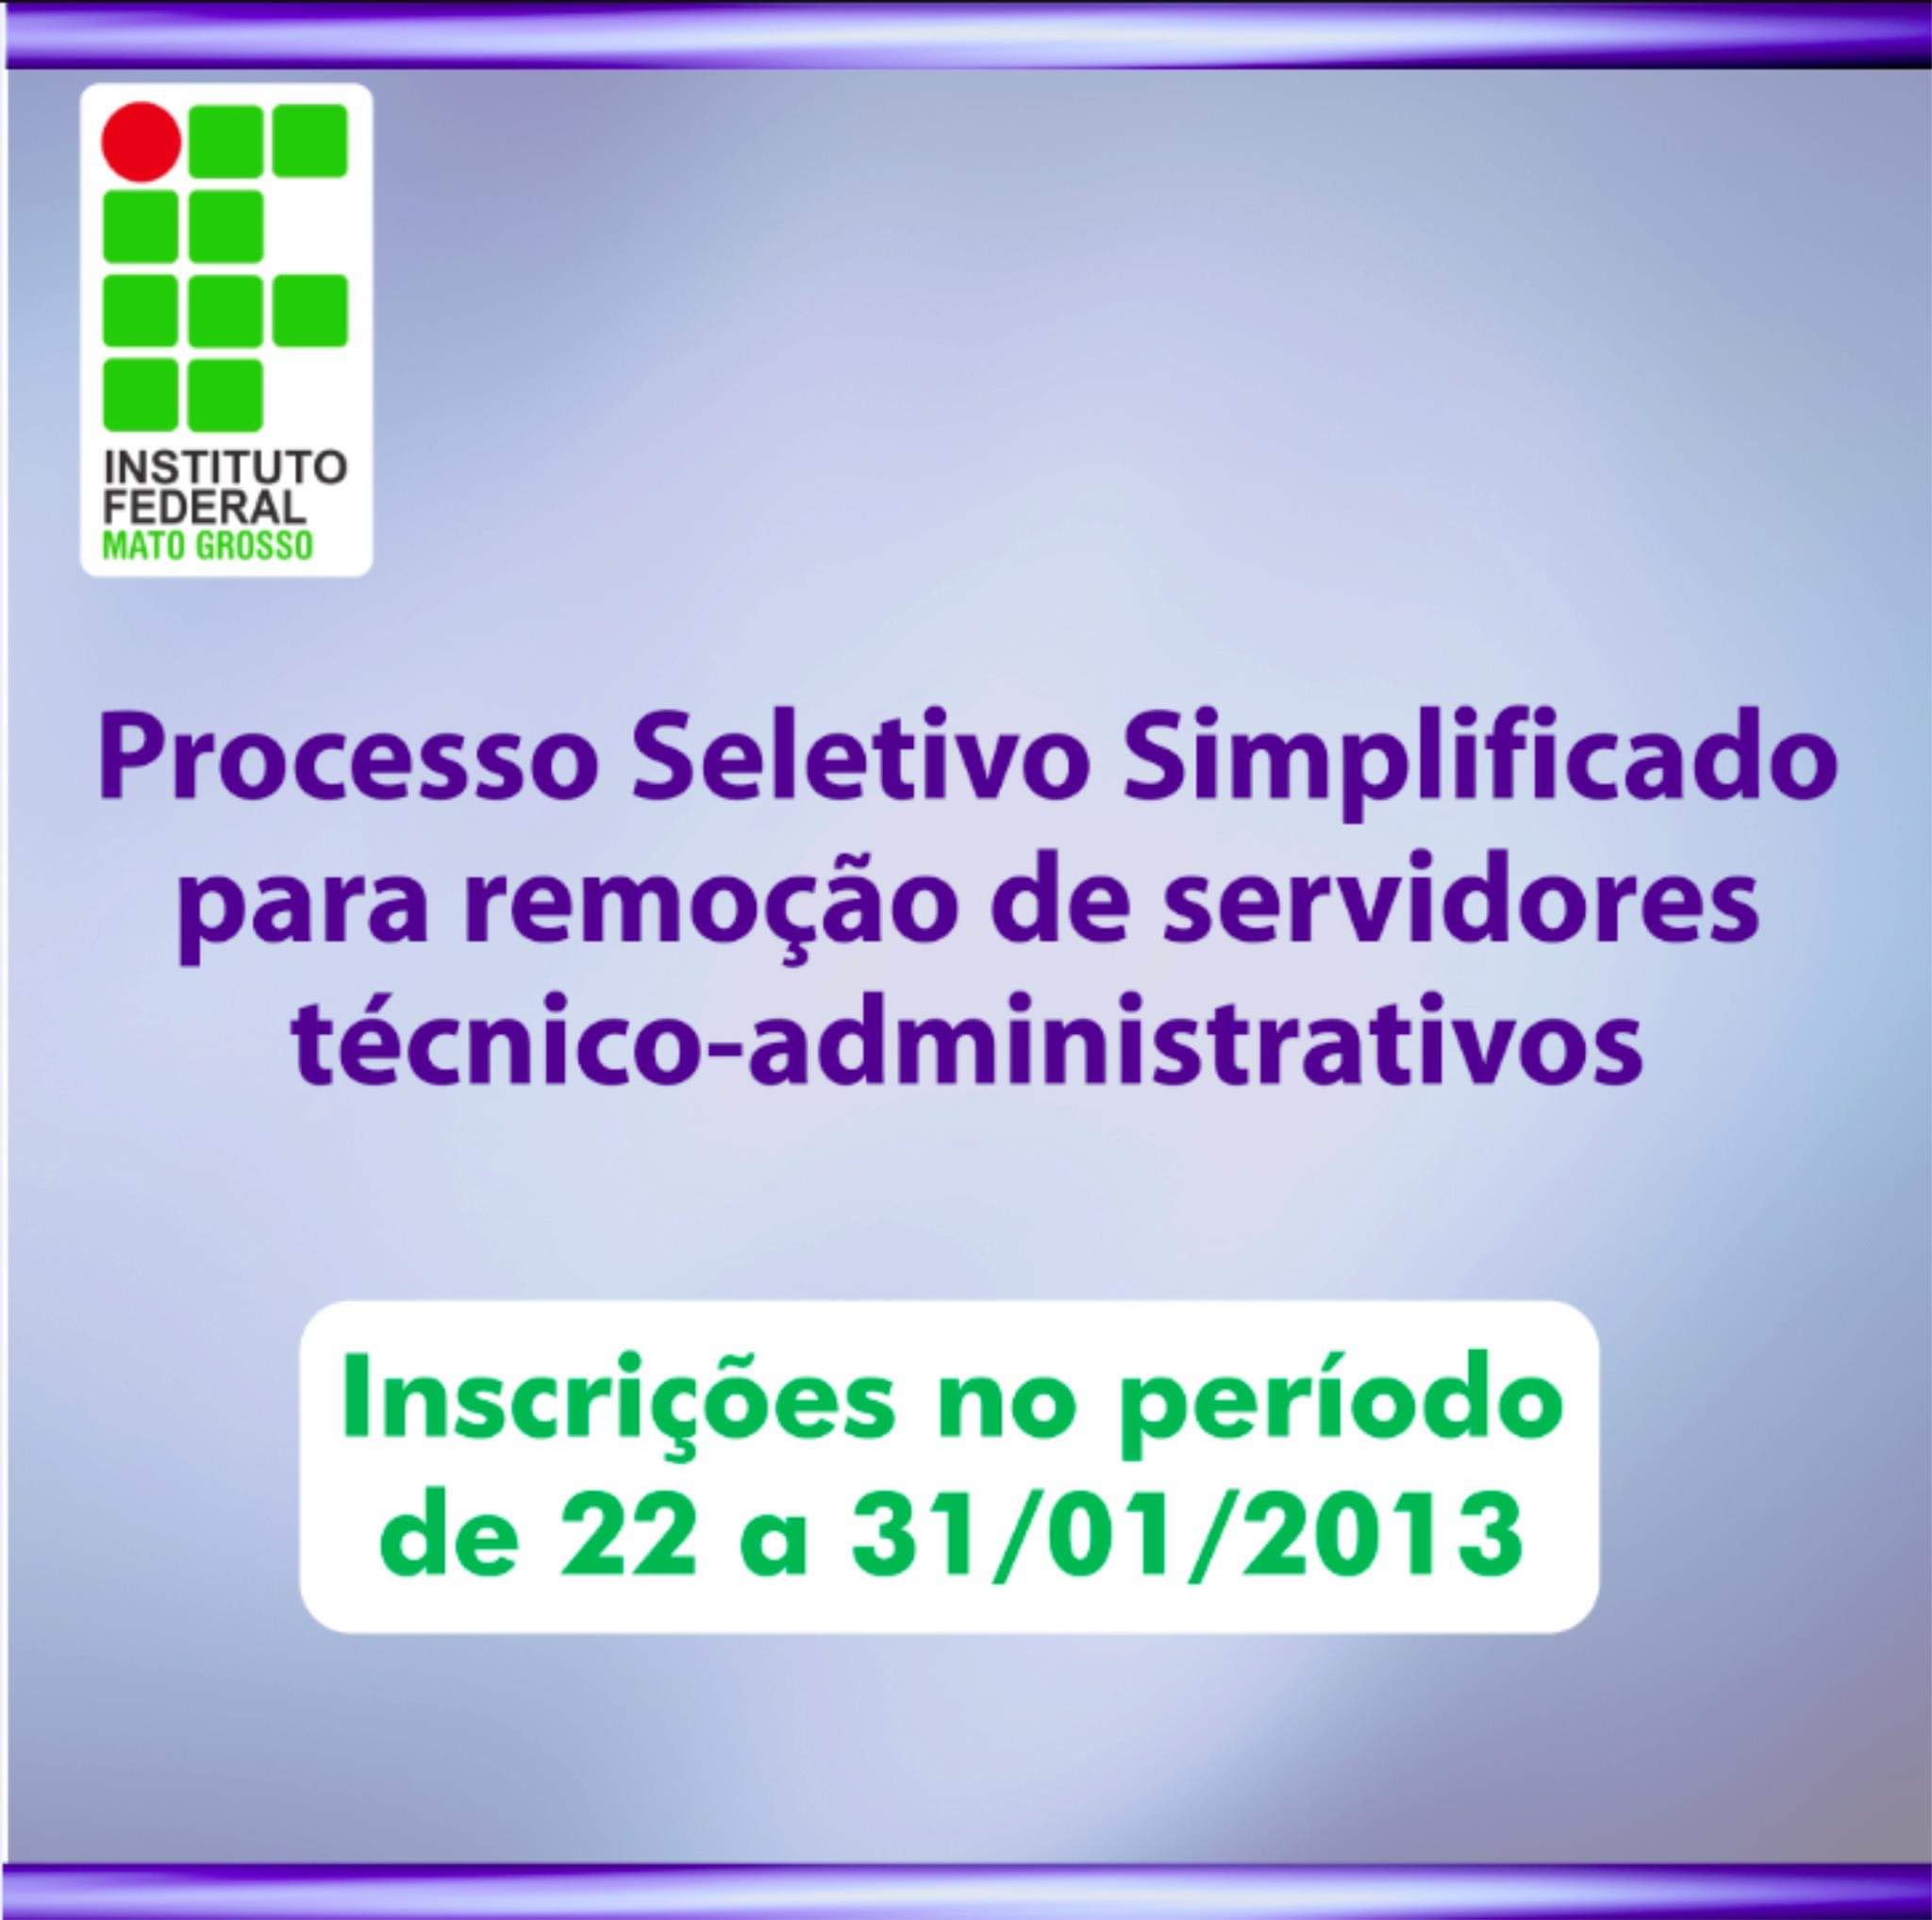 INSTITUTO
FEDERAL
MATO GROSSO
Processo Seletivo Simplificado
para remoção de servidores
técnico-administrativos
Inscrições no período
de 22 a 31/01/2013